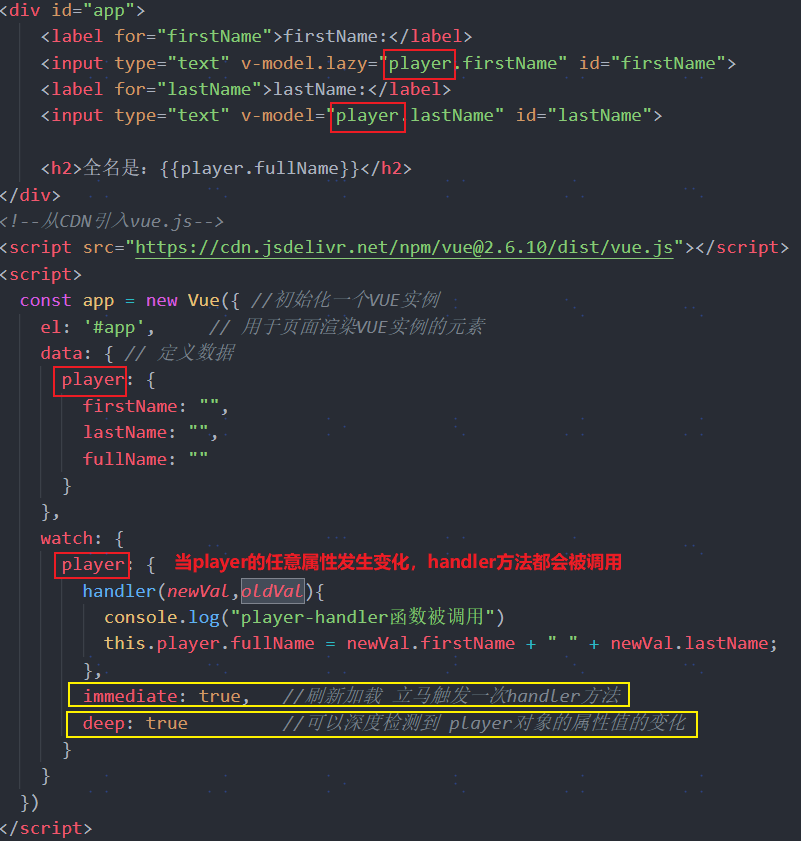 <div id="app">
<label for="firstName">firstName:</label>
<input type="text" v-model.lazy="player.firstName" id="firstName">
<label for="lastName">lastName:</label>
<input type="text" v-model="player.lastName" id="lastName">
<h2>全名是：{{player.fullName}}</h2>
</div>
<!--从CDN引入vue.js-->
<script src="https://cdn.jsdelivr.net/npm/vue@2.6.10/dist/vue.js"></script>
<script>
const app = new Vue({ //初始化一个VUE实例
el: '#app',     // 用于页面渲染VUE实例的元素
data: { // 定义数据
player: {
firstName: "",
lastName: "",
fullName: ""
}
},
watch: {
player: { 当player的任意属性发生变化，handler方法都会被调用
handler(newVal,oldVal){
console.log("player-handler函数被调用")
this.player.fullName = newVal.firstName + " " + newVal.lastName;
},
immediate: true,   //刷新加载 立马触发一次handler方法
deep: true         //可以深度检测到 player对象的属性值的变化
}
}
})
</script>